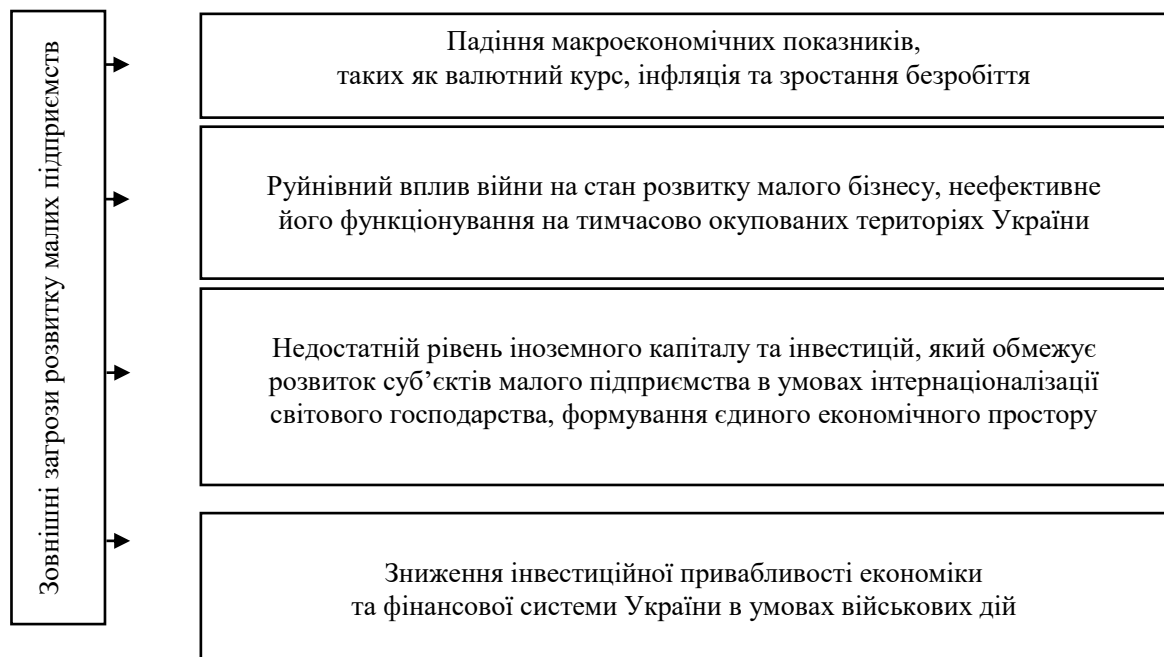 Зовнішні загрози розвитку малих підприємств
Падіння макроекономічних показників,
таких як валютний курс, інфляція та зростання безробіття
Руйнівний вплив війни на стан розвитку малого бізнесу, неефективне
його функціонування на тимчасово окупованих територіях України
Недостатній рівень іноземного капіталу та інвестицій, який обмежує
розвиток суб’єктів малого підприємства в умовах інтернаціоналізації
світового господарства, формування єдиного економічного простору
Зниження інвестиційної привабливості економіки
та фінансової системи України в умовах військових дій